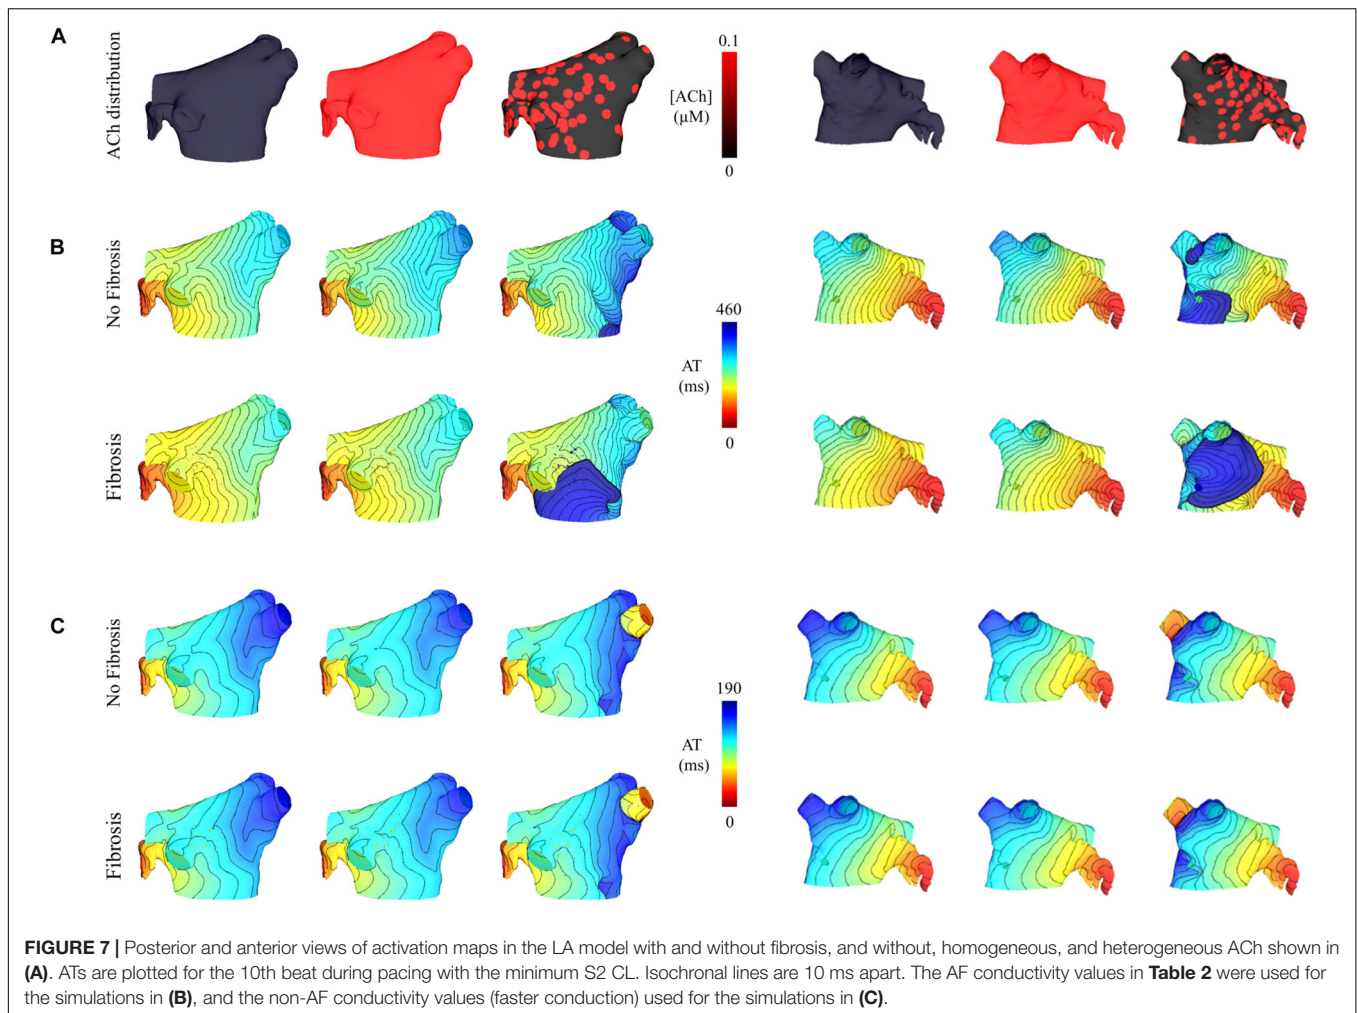 A
ACh distribution
0.1
[ACh]
(µM)
0
B
No Fibrosis
460
AT
(ms)
0
Fibrosis
C
No Fibrosis
190
AT
(ms)
0
Fibrosis
FIGURE 7 | Posterior and anterior views of activation maps in the LA model with and without fibrosis, and without, homogeneous, and heterogeneous ACh shown in
(A). ATs are plotted for the 10th beat during pacing with the minimum S2 CL. Isochronal lines are 10 ms apart. The AF conductivity values in Table 2 were used for
the simulations in (B), and the non-AF conductivity values (faster conduction) used for the simulations in (C).